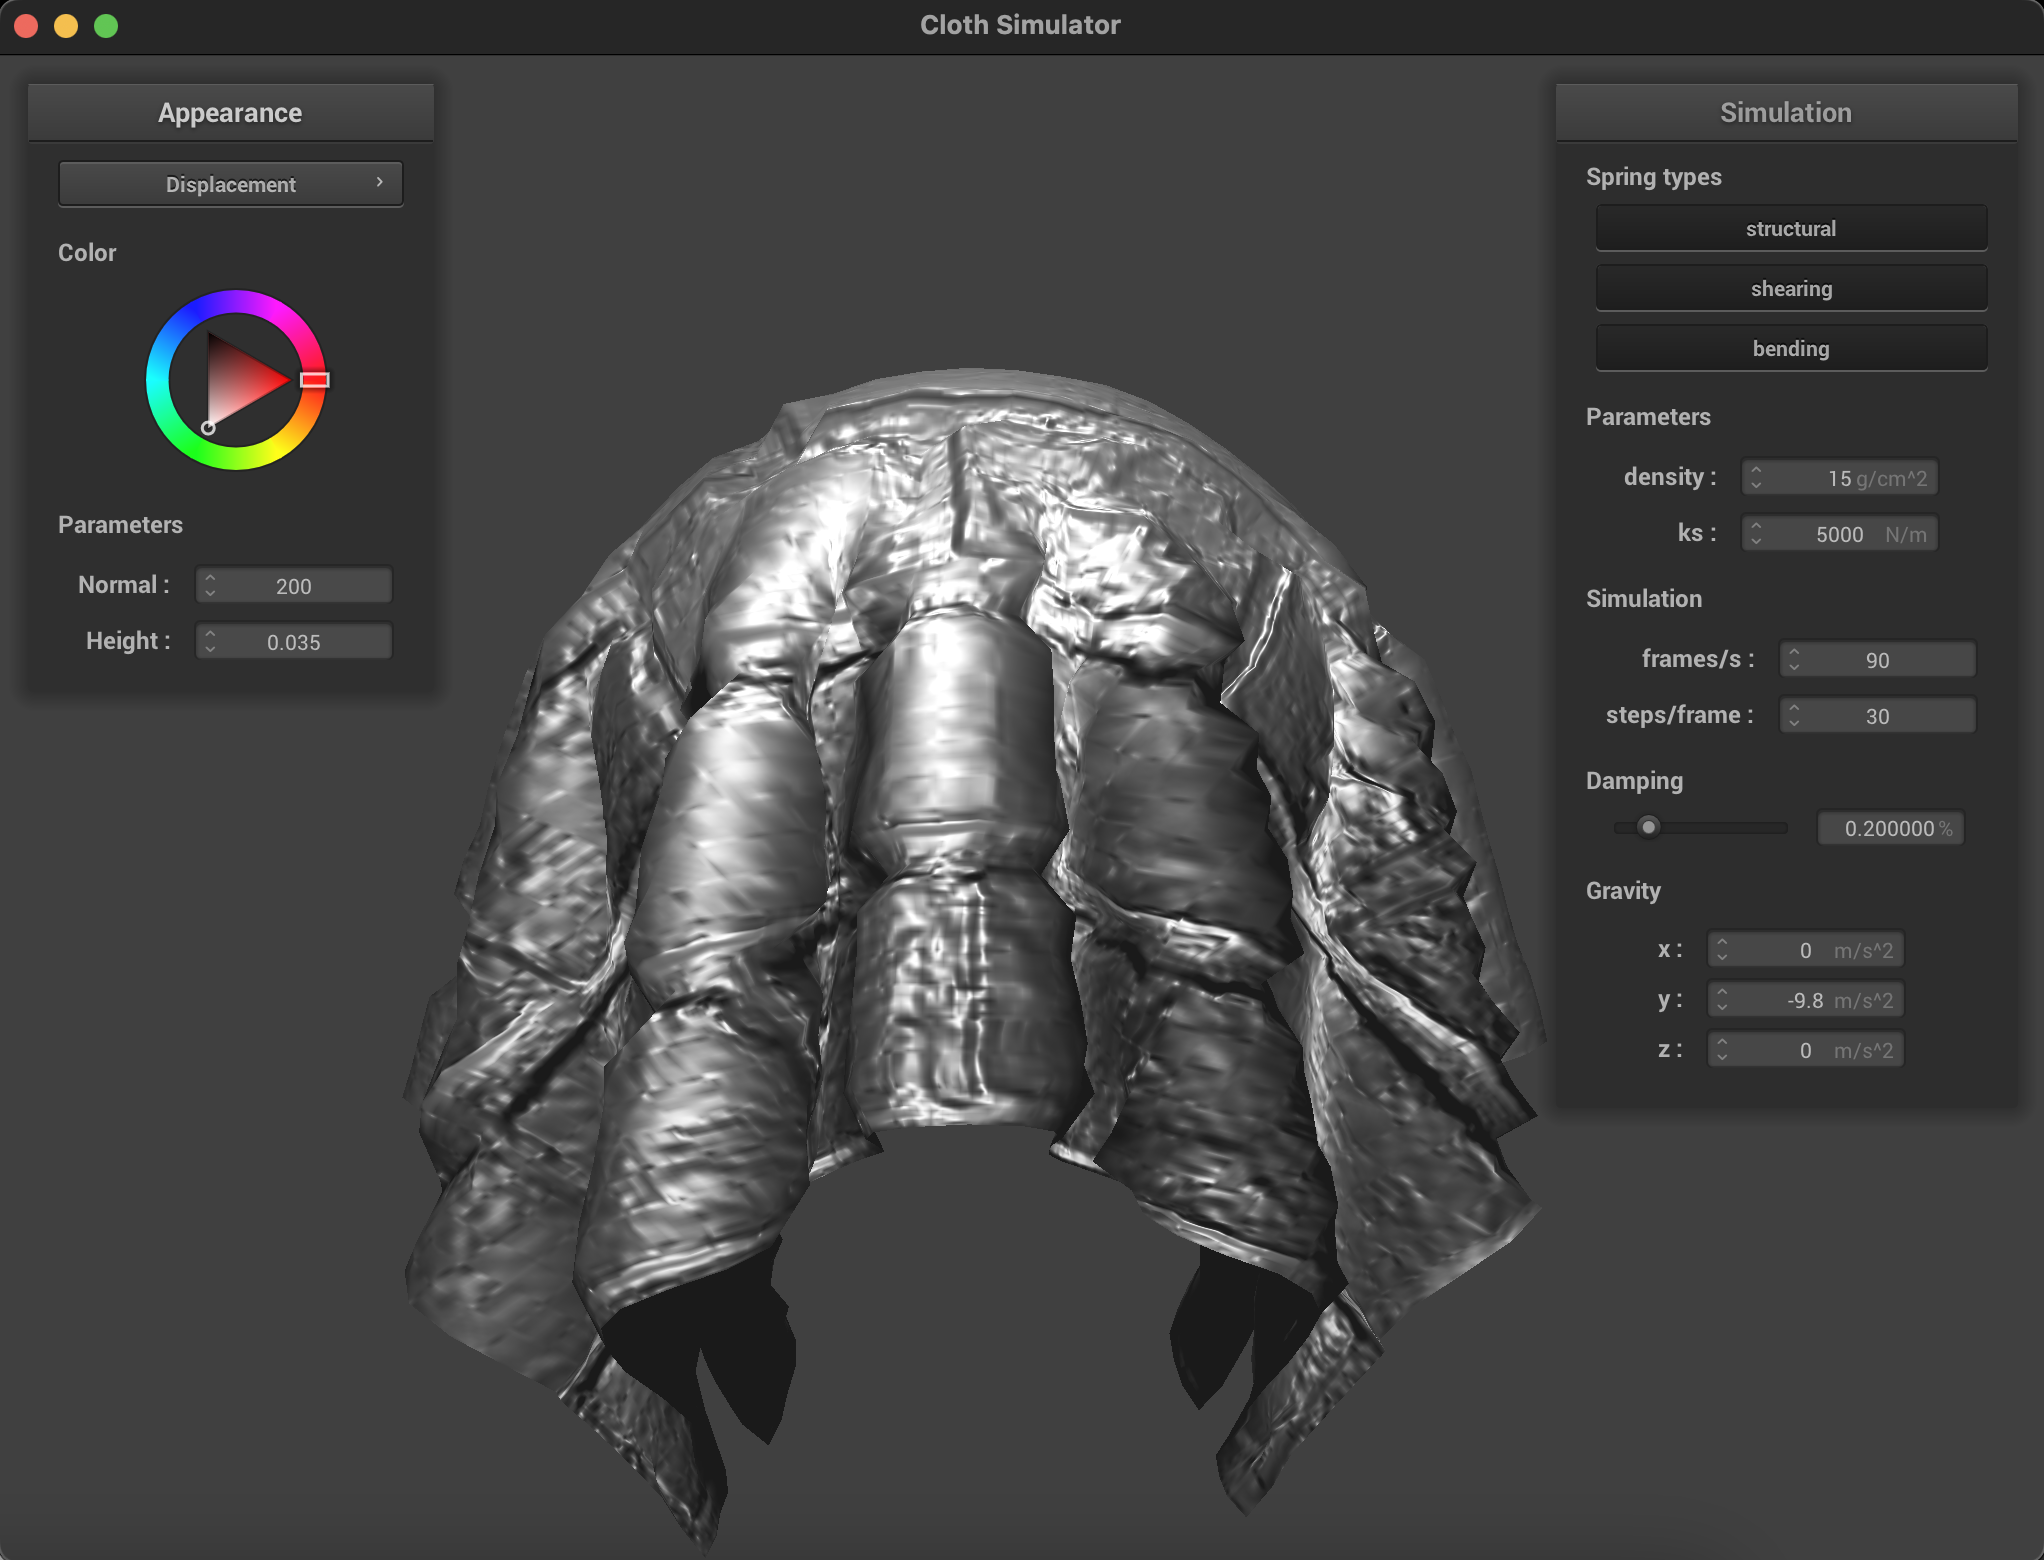 Cloth Simulator
Appearance
Displacement
Color
Parameters
Normal : 200
Height : 0.035
Simulation
Spring types
structural
shearing
bending
Parameters
density : 15 g/cm^2
ks : 5000 N/m
Simulation
frames/s : 90
steps/frame : 30
Damping
0.200000 %
Gravity
x : 0 m/s^2
y : -9.8 m/s^2
z : 0 m/s^2